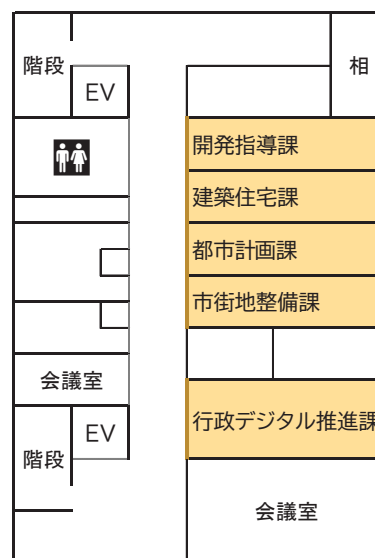 階段
EV
相
開発指導課
建築住宅課
都市計画課
市街地整備課
会議室
行政デジタル推進課
EV
階段
会議室